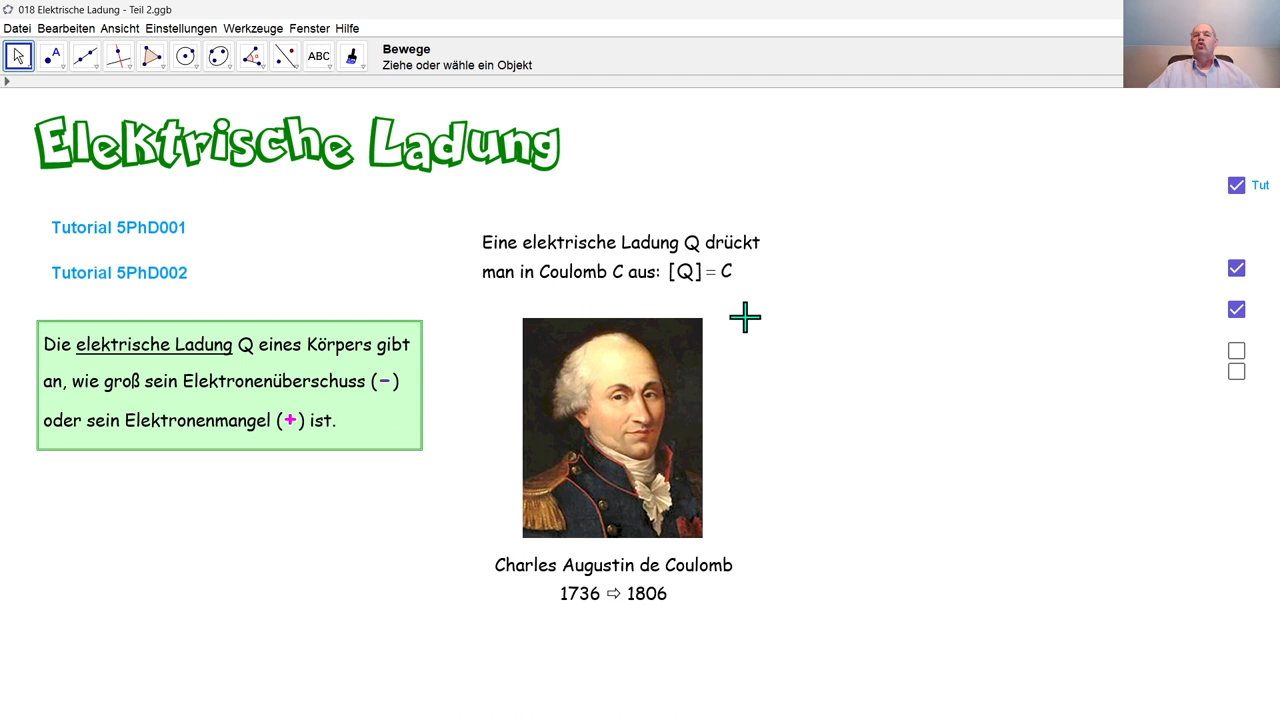 018 Elektrische Ladung - Teil 2.ggb
Datei Bearbeiten Ansicht Einstellungen Werkzeuge Fenster Hilfe
A
ABC
Bewege
Ziehe oder wähle ein Objekt
Elektrische Ladung
Tut
Tutorial 5PhD001
Tutorial 5PhD002
Eine elektrische Ladung Q drückt
man in Coulomb C aus: [Q] = C
Die elektrische Ladung Q eines Körpers gibt
an, wie groß sein Elektronenüberschuss (−)
oder sein Elektronenmangel (+) ist.
Charles Augustin de Coulomb
1736 ⇨ 1806